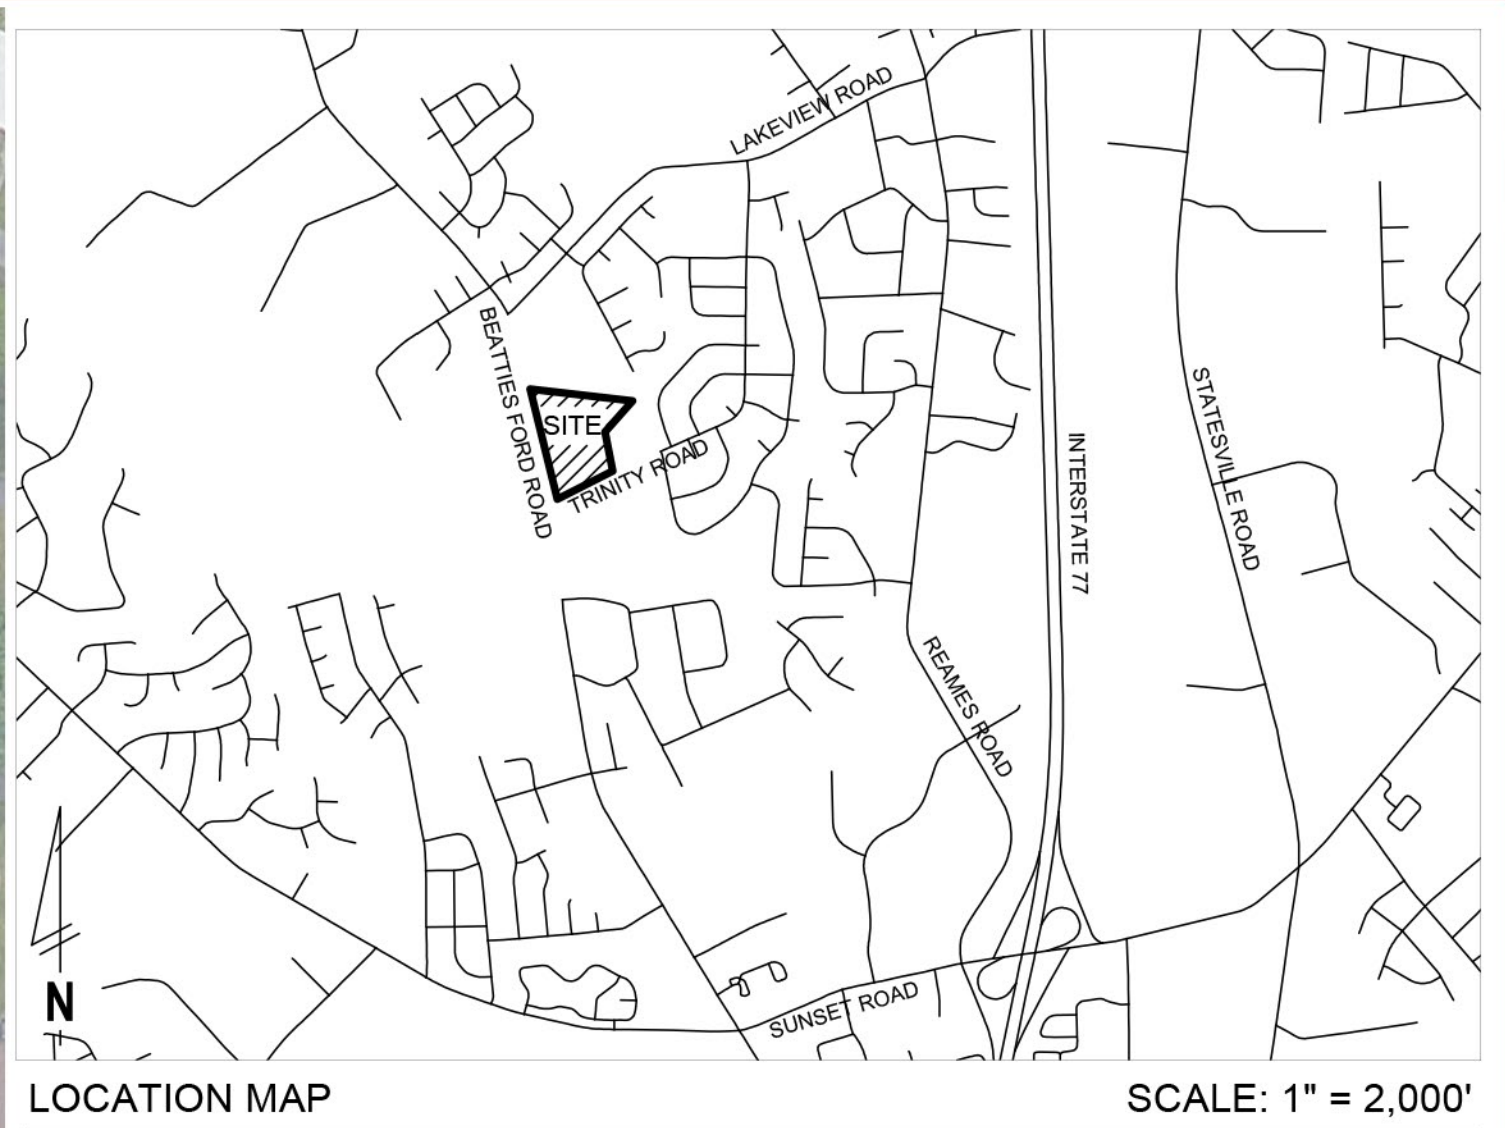 LAKEVIEW ROAD
BEATTIES FORD ROAD
SITE
TRINITY ROAD
INTERSTATE 77
STATESVILLE ROAD
REAMES ROAD
SUNSET ROAD
N
LOCATION MAP
SCALE: 1" = 2,000'